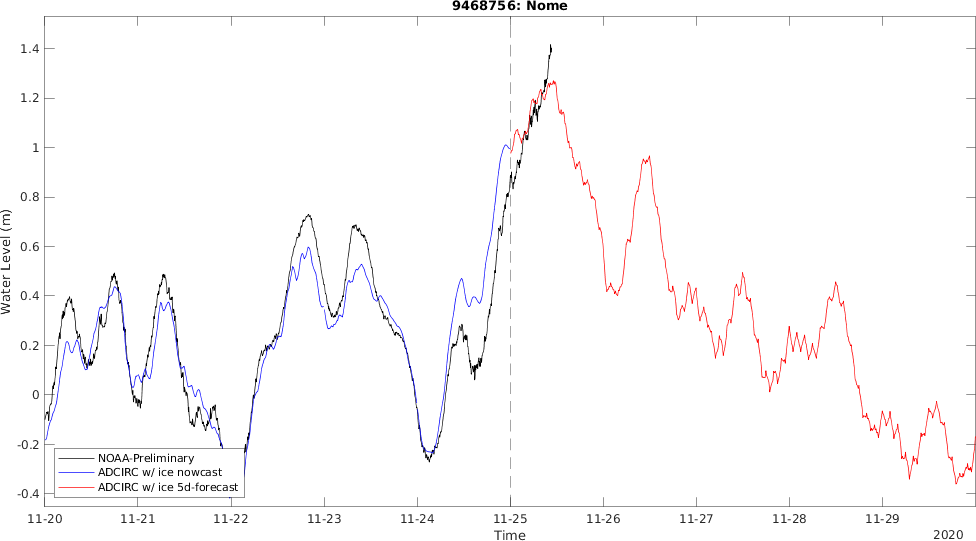 9468756: Nome
Water Level (m)
1.4
1.2
1
0.8
0.6
0.4
0.2
0
-0.2
-0.4
NOAA-Preliminary
ADCIRC w/ ice nowcast
ADCIRC w/ ice 5d-forecast
11-20 11-21 11-22 11-23 11-24 11-25 11-26 11-27 11-28 11-29
Time
2020